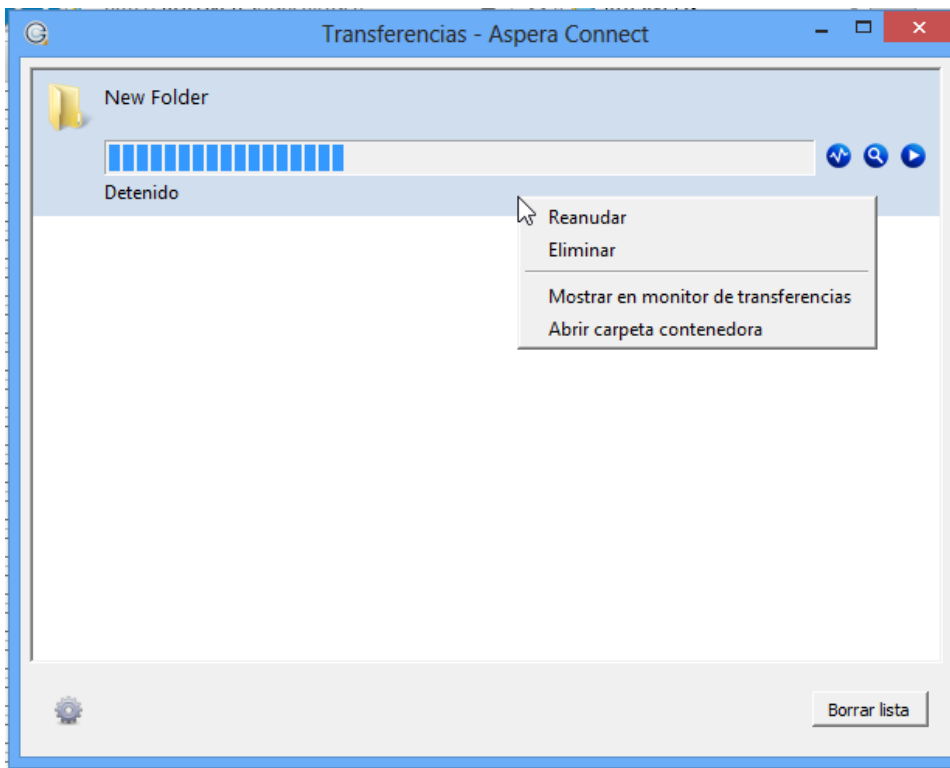 Transferencias - Aspera Connect
New Folder
Detenido
Reanudar
Eliminar
Mostrar en monitor de transferencias
Abrir carpeta contenedora
Borrar lista